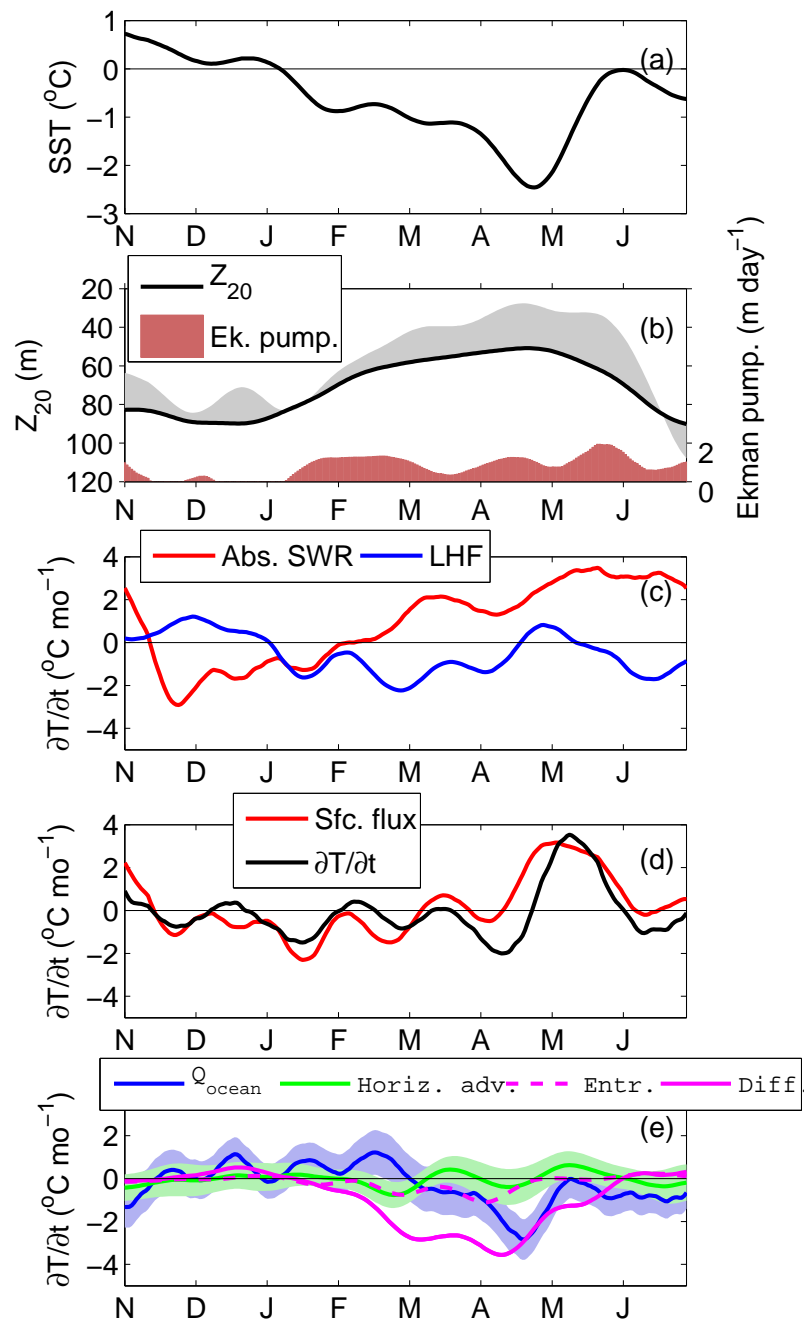 1
0
−1
−2
−3
SST (°C)
(a)
N D J F M A M J
Z20
Ek. pump.
20
40
60
80
100
120
Z20 (m)
(b)
2
0
Ekman pump. (m day−1)
N D J F M A M J
Abs. SWR LHF
4
2
0
−2
−4
∂T/∂t (°C mo−1)
(c)
N D J F M A M J
Sfc. flux
∂T/∂t
4
2
0
−2
−4
∂T/∂t (°C mo−1)
(d)
N D J F M A M J
Qocean Horiz. adv. Entr. Diff.
2
0
−2
−4
∂T/∂t (°C mo−1)
(e)
N D J F M A M J